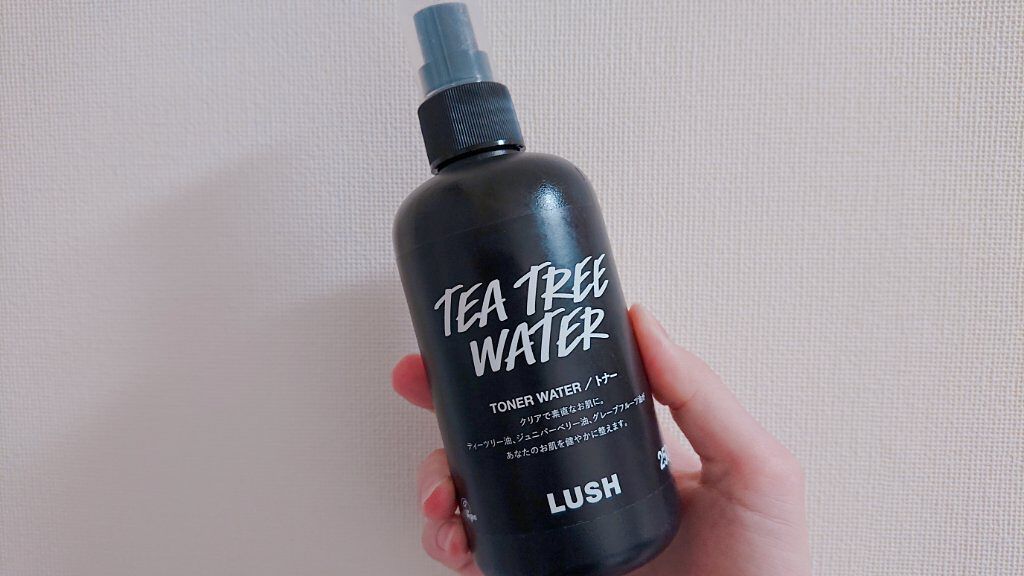 TEA TREE
WATER
TONER WATER / トナー
クリアで素直なお肌に。
ティーツリー油、ジュニパーベリー油、グレープフルーツ油が
あなたのお肌を健やかに整えます。
LUSH